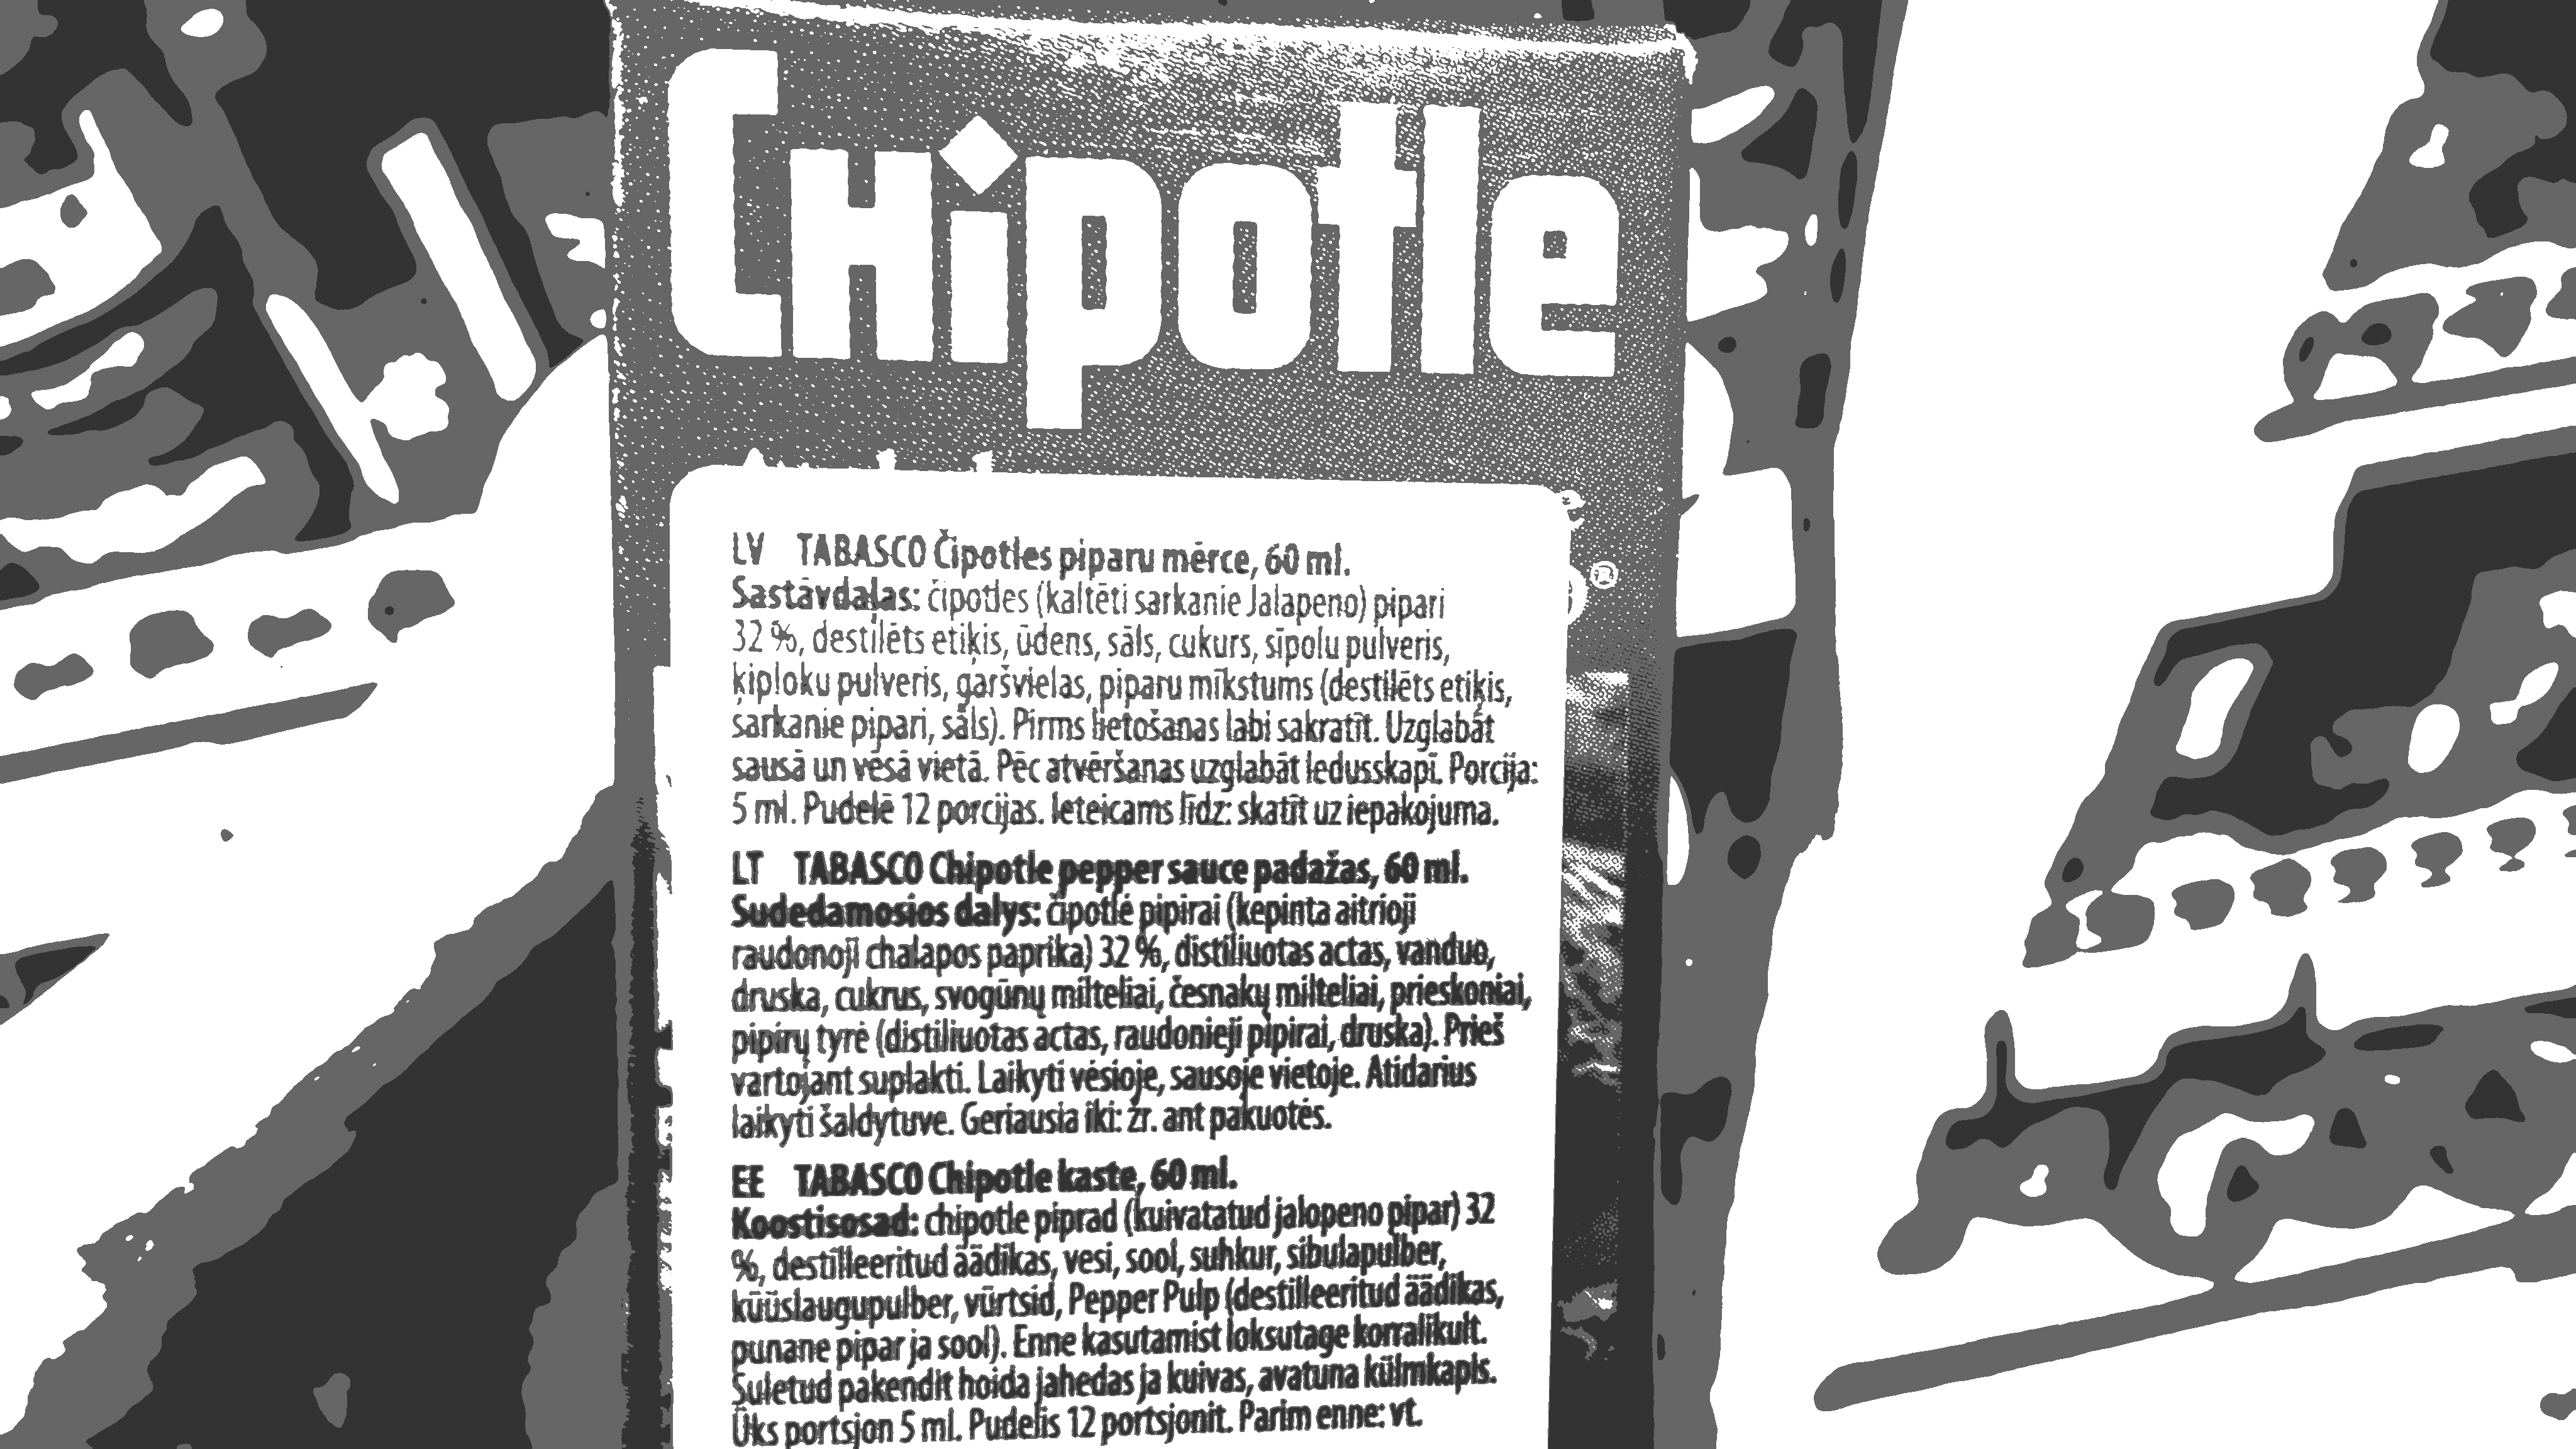 Chipotle
LV TABASCO Čipotles piparu mērce, 60 ml.
Sastāvdaļas: čipotles (kaltēti sarkanie Jalapeno) pipari
32 %, destilēts etiķis, ūdens, sāls, cukurs, sīpolu pulveris,
ķiploku pulveris, garšvielas, piparu mīkstums (destilēts etiķis,
sarkanie pipari, sāls). Pirms lietošanas labi sakratīt. Uzglabāt
sausā un vēsā vietā. Pēc atvēršanas uzglabāt ledusskapī. Porcija:
5 ml. Pudelē 12 porcijas. Ieteicams līdz: skatīt uz iepakojuma.
LT TABASCO Chipotle pepper sauce padažas, 60 ml.
Sudedamosios dalys: čipotlė pipirai (kepinta aitrioji
raudonoji chalapos paprika) 32 %, distiliuotas actas, vanduo,
druska, cukrus, svogūnų milteliai, česnakų milteliai, prieskoniai,
pipirų tyrė (distiliuotas actas, raudonieji pipirai, druska). Prieš
vartojant suplakti. Laikyti vėsioje, sausoje vietoje. Atidarius
laikyti šaldytuve. Geriausia iki: žr. ant pakuotės.
EE TABASCO Chipotle kaste, 60 ml.
Koostisosad: chipotle piprad (kuivatatud jalopeno pipar) 32
%, destilleeritud äädikas, vesi, sool, suhkur, sibulapulber,
küüslaugupulber, vürtsid, Pepper Pulp (destilleeritud äädikas,
punane pipar ja sool). Enne kasutamist loksutage korralikult.
Suletud pakendit hoida jahedas ja kuivas, avatuna külmkapis.
Üks portsjon 5 ml. Pudelis 12 portsjonit. Parim enne: vt.